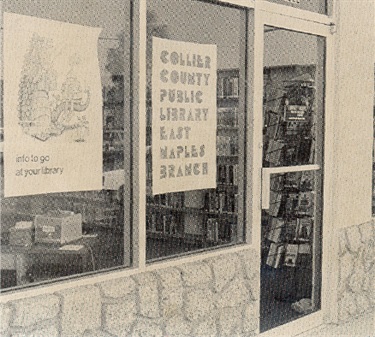 info to go
at your library
COLLIER
COUNTY
PUBLIC
LIBRARY
EAST
NAPLES
BRANCH